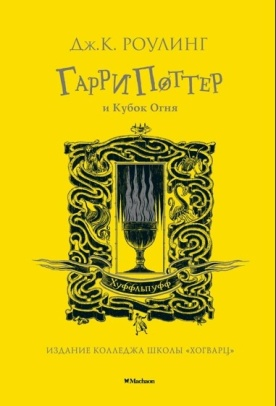 Дж.К. РОУЛИНГ
ГАРРИ ПОТТЕР
и Кубок Огня
Хуффльпуфф
ИЗДАНИЕ КОЛЛЕДЖА ШКОЛЫ «ХОГВАРЦ»
Machaon